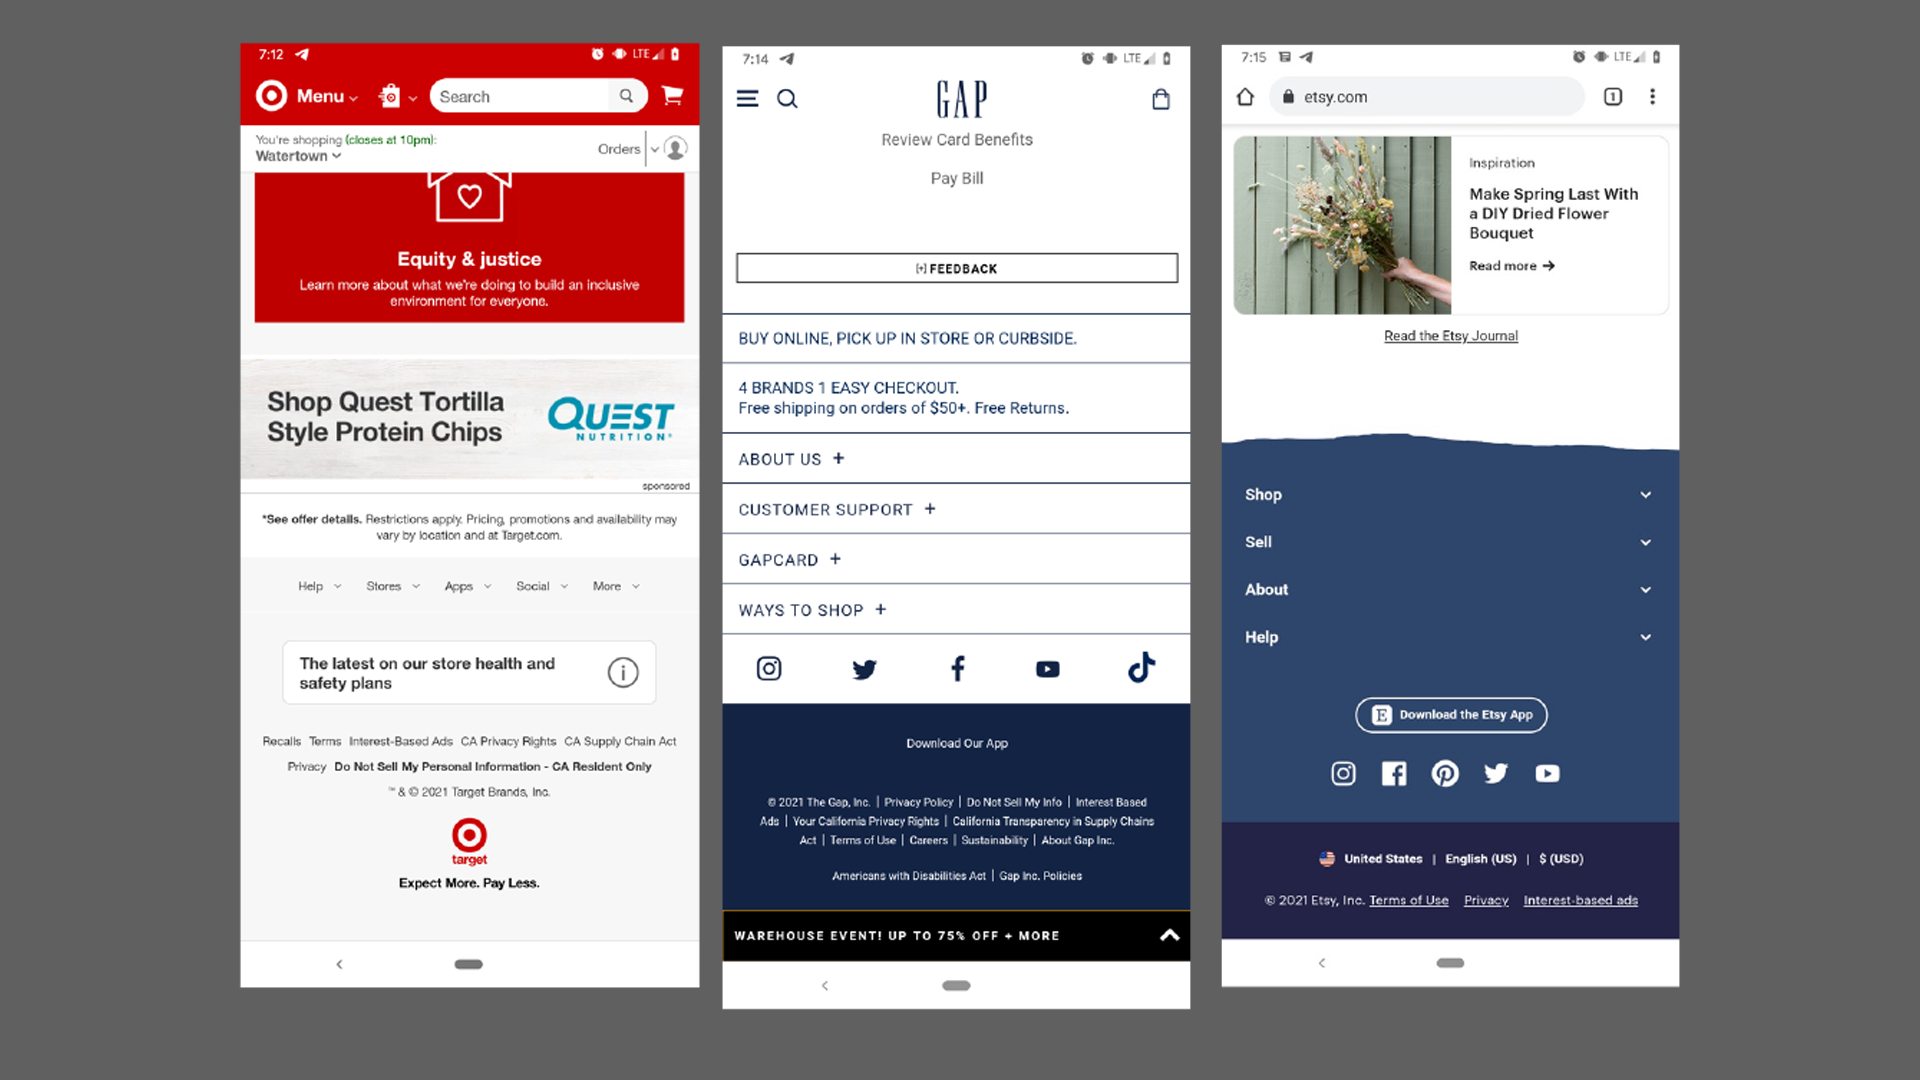 7:12
LTE
Menu
Search
You're shopping (closes at 10pm):
Watertown
Orders
Equity & justice
Learn more about what we're doing to build an inclusive
environment for everyone.
Shop Quest Tortilla
Style Protein Chips
QUEST
NUTRITION
sponsored
*See offer details. Restrictions apply. Pricing, promotions and availability may
vary by location and at Target.com.
Help Stores Apps Social More
The latest on our store health and
safety plans
Recalls Terms Interest-Based Ads CA Privacy Rights CA Supply Chain Act
Privacy Do Not Sell My Personal Information - CA Resident Only
™ & © 2021 Target Brands, Inc.
target
Expect More. Pay Less.
7:14
LTE
GAP
Review Card Benefits
Pay Bill
[+] FEEDBACK
BUY ONLINE, PICK UP IN STORE OR CURBSIDE.
4 BRANDS 1 EASY CHECKOUT.
Free shipping on orders of $50+. Free Returns.
ABOUT US +
CUSTOMER SUPPORT +
GAPCARD +
WAYS TO SHOP +
Download Our App
© 2021 The Gap, Inc. | Privacy Policy | Do Not Sell My Info | Interest Based
Ads | Your California Privacy Rights | California Transparency in Supply Chains
Act | Terms of Use | Careers | Sustainability | About Gap Inc.
Americans with Disabilities Act | Gap Inc. Policies
WAREHOUSE EVENT! UP TO 75% OFF + MORE
7:15
LTE
etsy.com
1
Inspiration
Make Spring Last With
a DIY Dried Flower
Bouquet
Read more →
Read the Etsy Journal
Shop
Sell
About
Help
E Download the Etsy App
United States | English (US) | $ (USD)
© 2021 Etsy, Inc. Terms of Use Privacy Interest-based ads